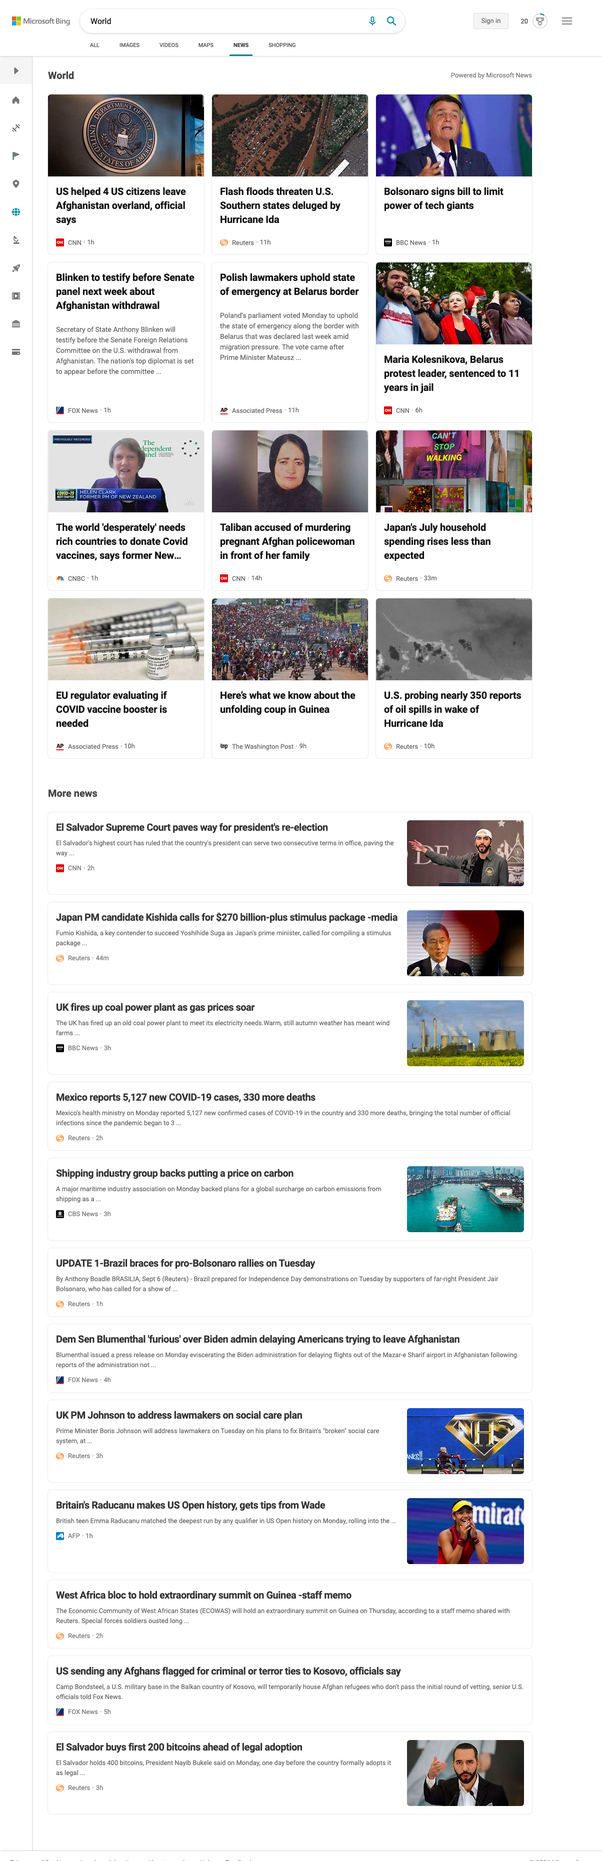 Microsoft Bing
World
Sign in
20
ALL
IMAGES
VIDEOS
MAPS
NEWS
SHOPPING
World
Powered by Microsoft News
DEPARTMENT OF STATE
UNITED STATES OF AMERICA
US helped 4 US citizens leave
Afghanistan overland, official
says
CNN · 1h
Flash floods threaten U.S.
Southern states deluged by
Hurricane Ida
Reuters · 11h
Bolsonaro signs bill to limit
power of tech giants
BBC News · 1h
Blinken to testify before Senate
panel next week about
Afghanistan withdrawal
Secretary of State Anthony Blinken will
testify before the Senate Foreign Relations
Committee on the U.S. withdrawal from
Afghanistan. The nation's top diplomat is set
to appear before the committee ...
FOX News · 1h
Polish lawmakers uphold state
of emergency at Belarus border
Poland's parliament voted Monday to uphold
the state of emergency along the border with
Belarus that was declared last week amid
migration pressure. The vote came after
Prime Minister Mateusz ...
AP Associated Press · 11h
Maria Kolesnikova, Belarus
protest leader, sentenced to 11
years in jail
CNN · 6h
PREVIOUSLY RECORDED
The
HELEN CLARK
FORMER PM OF NEW ZEALAND
The world 'desperately' needs
rich countries to donate Covid
vaccines, says former New…
CNBC · 1h
Taliban accused of murdering
pregnant Afghan policewoman
in front of her family
CNN · 14h
CAN'T
STOP
WALKING
Japan's July household
spending rises less than
expected
Reuters · 33m
EU regulator evaluating if
COVID vaccine booster is
needed
AP Associated Press · 10h
Here's what we know about the
unfolding coup in Guinea
wp The Washington Post · 9h
U.S. probing nearly 350 reports
of oil spills in wake of
Hurricane Ida
Reuters · 10h
More news
El Salvador Supreme Court paves way for president's re-election
El Salvador's highest court has ruled that the country's president can serve two consecutive terms in office, paving the
way ...
CNN · 2h
DE
Japan PM candidate Kishida calls for $270 billion-plus stimulus package -media
Fumio Kishida, a key contender to succeed Yoshihide Suga as Japan's prime minister, called for compiling a stimulus
package ...
Reuters · 44m
UK fires up coal power plant as gas prices soar
The UK has fired up an old coal power plant to meet its electricity needs.Warm, still autumn weather has meant wind
farms ...
BBC News · 3h
Mexico reports 5,127 new COVID-19 cases, 330 more deaths
Mexico's health ministry on Monday reported 5,127 new confirmed cases of COVID-19 in the country and 330 more deaths, bringing the total number of official
infections since the pandemic began to 3 ...
Reuters · 2h
Shipping industry group backs putting a price on carbon
A major maritime industry association on Monday backed plans for a global surcharge on carbon emissions from
shipping as a ...
CBS News · 3h
UPDATE 1-Brazil braces for pro-Bolsonaro rallies on Tuesday
By Anthony Boadle BRASILIA, Sept 6 (Reuters) - Brazil prepared for Independence Day demonstrations on Tuesday by supporters of far-right President Jair
Bolsonaro, who has called for a show of ...
Reuters · 1h
Dem Sen Blumenthal 'furious' over Biden admin delaying Americans trying to leave Afghanistan
Blumenthal issued a press release on Monday eviscerating the Biden administration for delaying flights out of the Mazar-e Sharif airport in Afghanistan following
reports of the administration not ...
FOX News · 4h
UK PM Johnson to address lawmakers on social care plan
Prime Minister Boris Johnson will address lawmakers on Tuesday on his plans to fix Britain's "broken" social care
system, at ...
Reuters · 3h
NHS
Britain's Raducanu makes US Open history, gets tips from Wade
British teen Emma Raducanu matched the deepest run by any qualifier in US Open history on Monday, rolling into the ...
AFP · 1h
mirat
West Africa bloc to hold extraordinary summit on Guinea -staff memo
The Economic Community of West African States (ECOWAS) will hold an extraordinary summit on Guinea on Thursday, according to a staff memo shared with
Reuters. Special forces soldiers ousted long ...
Reuters · 2h
US sending any Afghans flagged for criminal or terror ties to Kosovo, officials say
Camp Bondsteel, a U.S. military base in the Balkan country of Kosovo, will temporarily house Afghan refugees who don't pass the initial round of vetting, senior U.S.
officials told Fox News.
FOX News · 5h
El Salvador buys first 200 bitcoins ahead of legal adoption
El Salvador holds 400 bitcoins, President Nayib Bukele said on Monday, one day before the country formally adopts it
as legal ...
Reuters · 3h